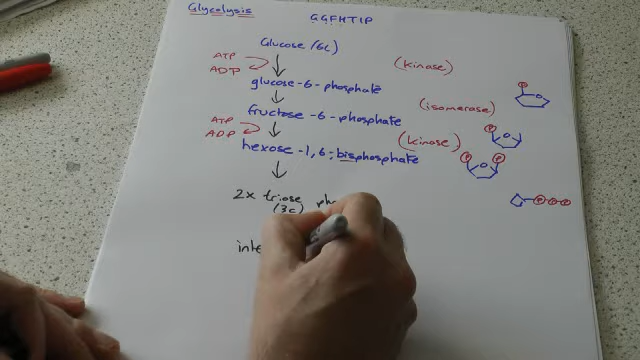 Glycolysis
GGFHTIP
Glucose (6c)
ATP
ADP
(kinase)
glucose-6-phosphate
(isomerase)
fructose -6-phosphate
ATP
ADP
(kinase)
hexose -1,6-bisphosphate
2x triose
(3c)
P
P
P
P
P
P
P
P